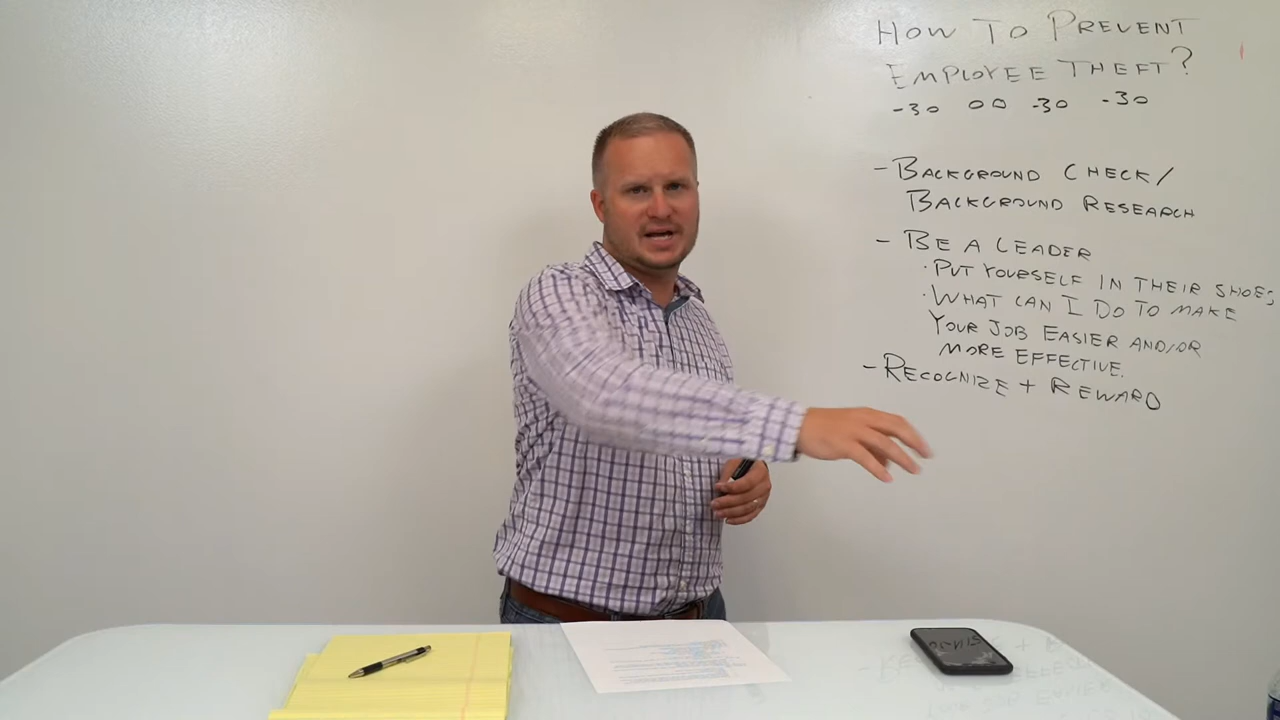 HOW TO PREVENT
EMPLOYEE THEFT?
-30 00 -30 -30
- BACKGROUND CHECK/
BACKGROUND RESEARCH
- BE A LEADER
· PUT YOURSELF IN THEIR SHOES
· WHAT CAN I DO TO MAKE
YOUR JOB EASIER AND/OR
MORE EFFECTIVE.
- RECOGNIZE + REWARD